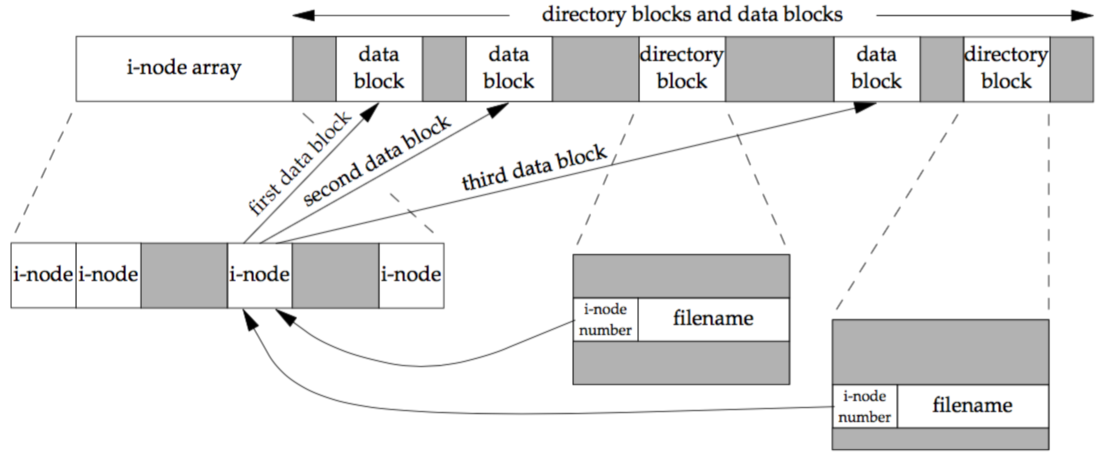 directory blocks and data blocks
i-node array
data
block
data
block
directory
block
data
block
directory
block
first data block
second data block
third data block
i-node
i-node
i-node
i-node
i-node
number
filename
i-node
number
filename